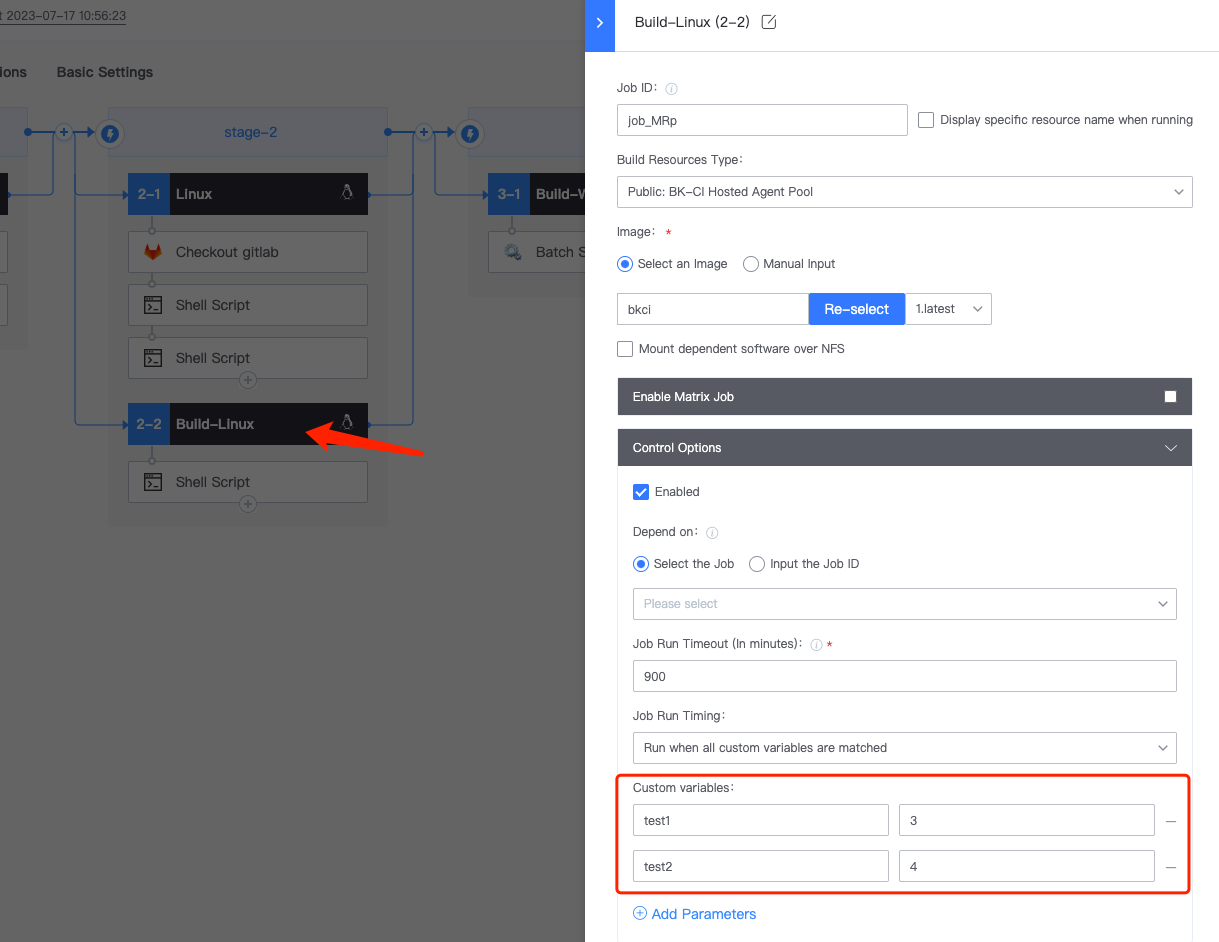 t 2023-07-17 10:56:23
ions
Basic Settings
stage-2
2-1 Linux
Checkout gitlab
Shell Script
Shell Script
2-2 Build-Linux
Shell Script
3-1 Build-W
Batch S
Build-Linux (2-2)
Job ID:
job_MRp
Display specific resource name when running
Build Resources Type:
Public: BK-CI Hosted Agent Pool
Image: *
Select an Image
Manual Input
bkci
Re-select
1.latest
Mount dependent software over NFS
Enable Matrix Job
Control Options
Enabled
Depend on:
Select the Job
Input the Job ID
Please select
Job Run Timeout (In minutes): *
900
Job Run Timing:
Run when all custom variables are matched
Custom variables:
test1
3
test2
4
Add Parameters